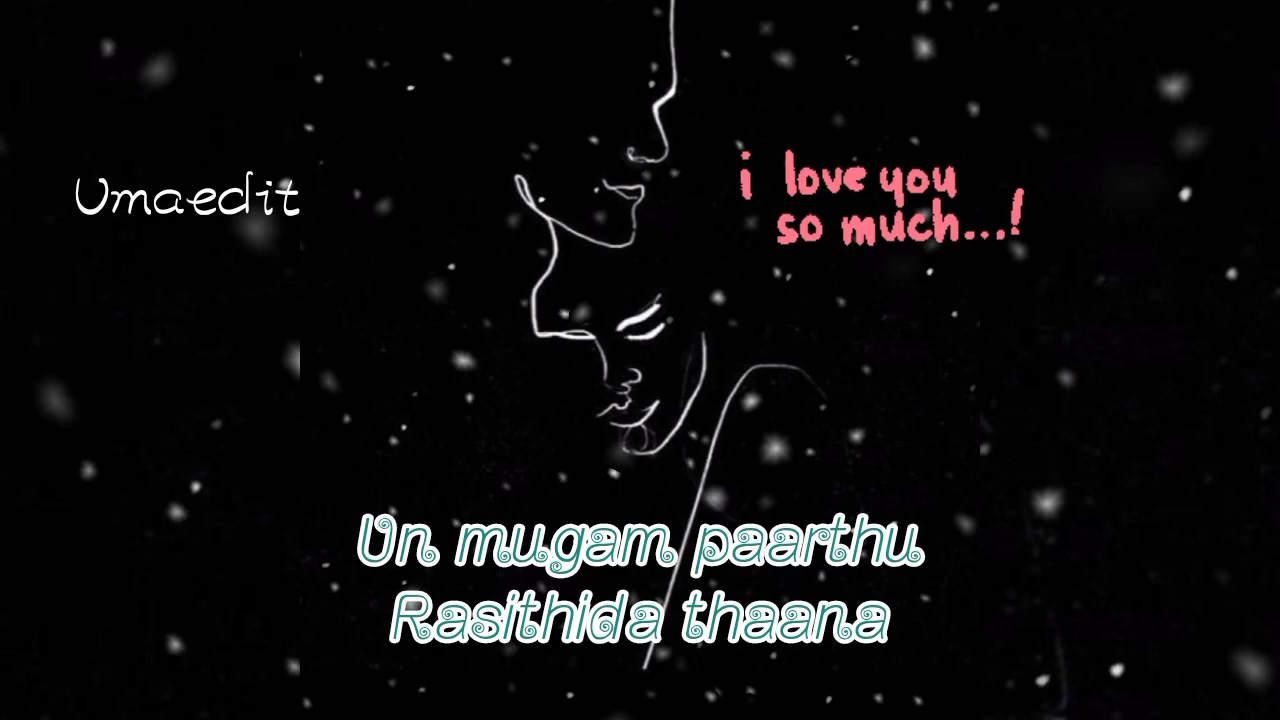 Umaedit
i love you
so much...!
Un mugam paarthu
Rasithida thaana